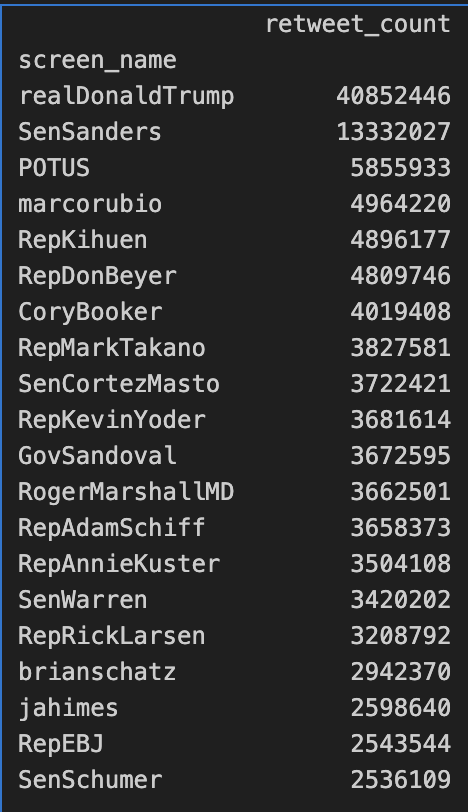 retweet_count
screen_name
realDonaldTrump 40852446
SenSanders 13332027
POTUS 5855933
marcorubio 4964220
RepKihuen 4896177
RepDonBeyer 4809746
CoryBooker 4019408
RepMarkTakano 3827581
SenCortezMasto 3722421
RepKevinYoder 3681614
GovSandoval 3672595
RogerMarshallMD 3662501
RepAdamSchiff 3658373
RepAnnieKuster 3504108
SenWarren 3420202
RepRickLarsen 3208792
brianschatz 2942370
jahimes 2598640
RepEBJ 2543544
SenSchumer 2536109